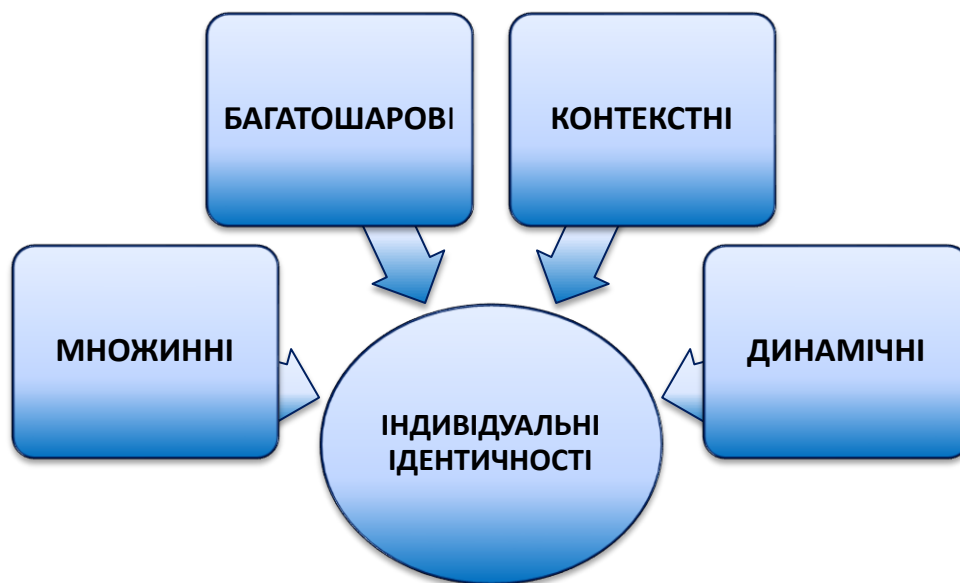 БАГАТОШАРОВІ
КОНТЕКСТНІ
МНОЖИННІ
ДИНАМІЧНІ
ІНДИВІДУАЛЬНІ
ІДЕНТИЧНОСТІ